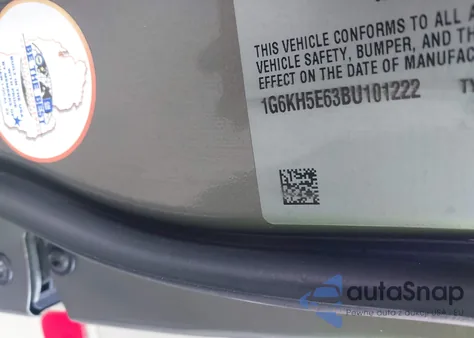 BE THE BEST
THIS VEHICLE CONFORMS TO ALL A
VEHICLE SAFETY, BUMPER, AND TH
EFFECT ON THE DATE OF MANUFAC
1G6KH5E63BU101222 TY
autoSnap